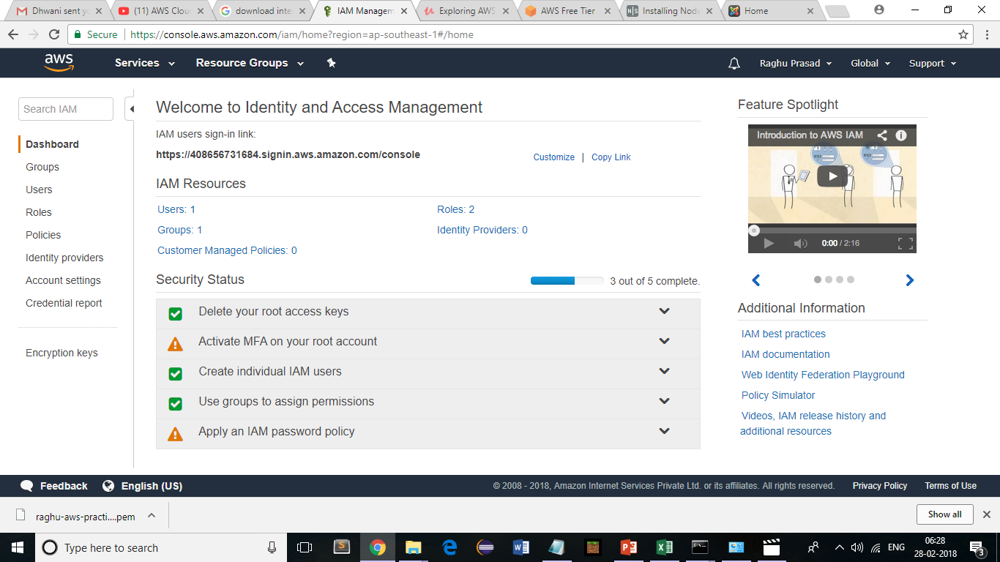 Dhwani sent y
(11) AWS Clou
download inte
IAM Managem
Exploring AWS
AWS Free Tier
Installing Node
Home
Secure
https://console.aws.amazon.com/iam/home?region=ap-southeast-1#/home
aws
Services
Resource Groups
Raghu Prasad
Global
Support
Search IAM
Dashboard
Groups
Users
Roles
Policies
Identity providers
Account settings
Credential report
Encryption keys
Welcome to Identity and Access Management
IAM users sign-in link:
https://408656731684.signin.aws.amazon.com/console
Customize | Copy Link
IAM Resources
Users: 1
Roles: 2
Groups: 1
Identity Providers: 0
Customer Managed Policies: 0
Security Status
3 out of 5 complete.
Delete your root access keys
Activate MFA on your root account
Create individual IAM users
Use groups to assign permissions
Apply an IAM password policy
Feature Spotlight
Introduction to AWS IAM
0:00 / 2:16
Additional Information
IAM best practices
IAM documentation
Web Identity Federation Playground
Policy Simulator
Videos, IAM release history and
additional resources
Feedback
English (US)
© 2008 - 2018, Amazon Internet Services Private Ltd. or its affiliates. All rights reserved.
Privacy Policy
Terms of Use
raghu-aws-practi....pem
Show all
Type here to search
ENG
06:28
28-02-2018
3